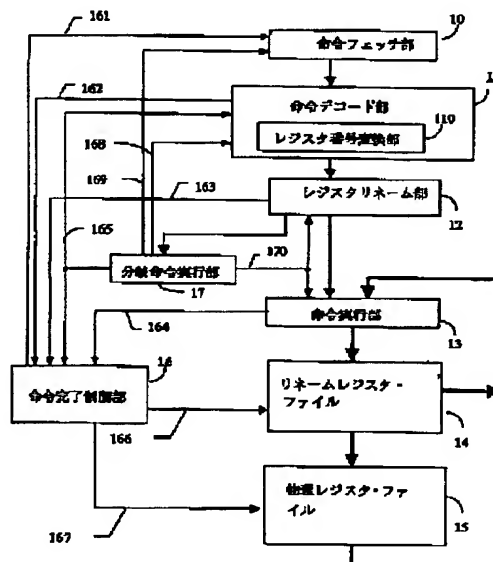 161
10
命令フェッチ部
162
命令デコード部
1
110
レジスタ番号変換部
168
169
163
レジスタリネーム部
12
165
170
分岐命令実行部
17
164
命令実行部
13
16
命令完了制御部
リネームレジスタ・
ファイル
166
14
物理レジスタ・ファ
イル
15
167